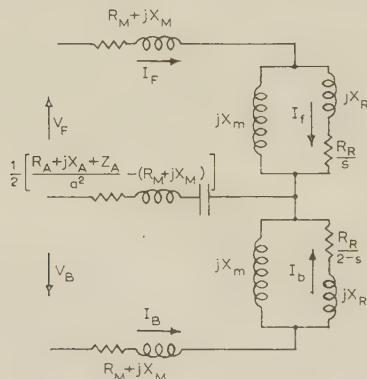 R_M+jX_M
I_F
jX_m
I_f
jX_R
R_R/s
V_F
1/2 [ (R_A+jX_A+Z_A)/a² −(R_M+jX_M) ]
V_B
jX_m
I_b
R_R/2-s
jX_R
I_B
R_M+jX_M